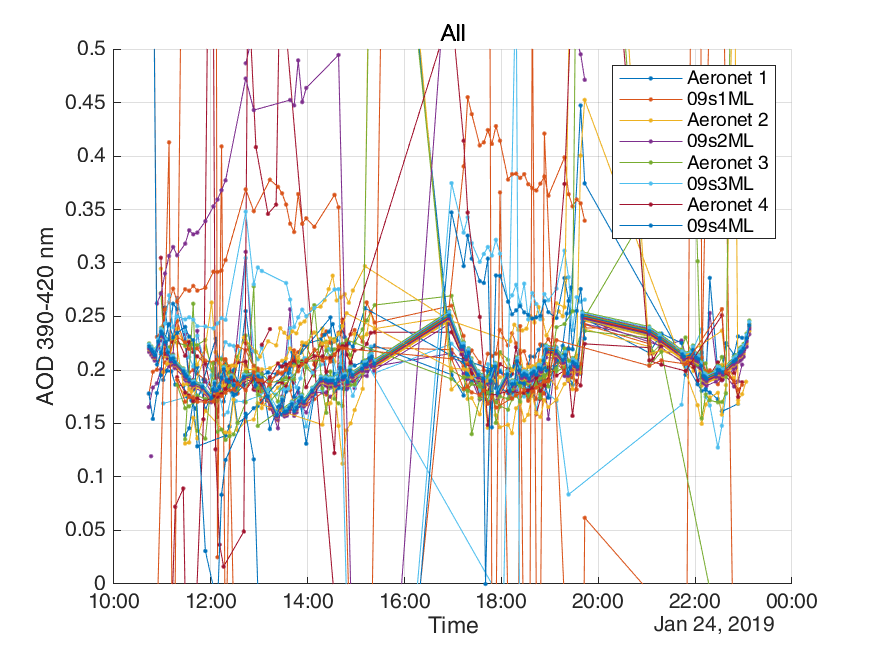 All
0.5
0.45
0.4
0.35
0.3
0.25
0.2
0.15
0.1
0.05
0
AOD 390-420 nm
Aeronet 1
09s1ML
Aeronet 2
09s2ML
Aeronet 3
09s3ML
Aeronet 4
09s4ML
10:00 12:00 14:00 16:00 18:00 20:00 22:00 00:00
Time
Jan 24, 2019